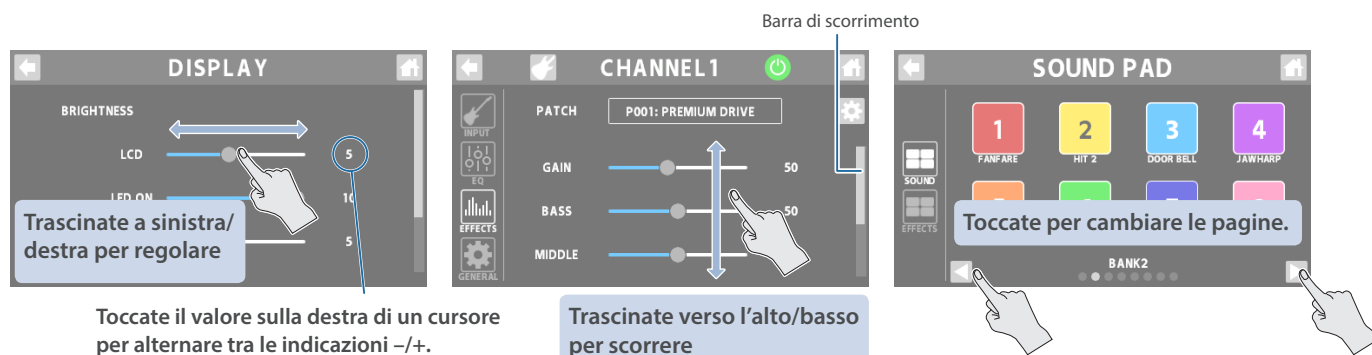 Barra di scorrimento
DISPLAY
BRIGHTNESS
LCD
5
LED ON
10
5
Trascinate a sinistra/
destra per regolare
Toccate il valore sulla destra di un cursore
per alternare tra le indicazioni –/+.
CHANNEL1
INPUT
EQ
EFFECTS
GENERAL
PATCH
P001: PREMIUM DRIVE
GAIN
50
BASS
50
MIDDLE
Trascinate verso l'alto/basso
per scorrere
SOUND PAD
SOUND
EFFECTS
1
2
3
4
FANFARE
HIT 2
DOOR BELL
JAWHARP
Toccate per cambiare le pagine.
BANK2